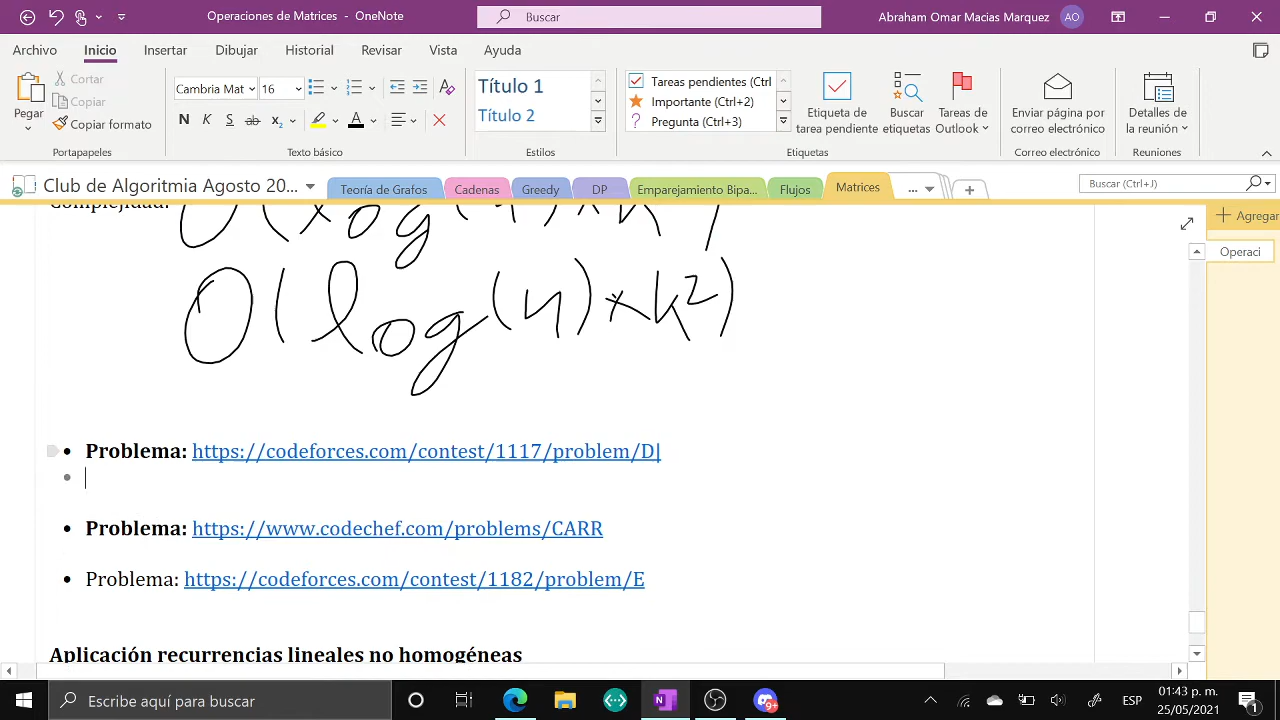 Operaciones de Matrices - OneNote
Buscar
Abraham Omar Macias Marquez
AO
Archivo Inicio Insertar Dibujar Historial Revisar Vista Ayuda
Pegar
Cortar
Copiar
Copiar formato
Portapapeles
Cambria Mat 16
N K S ab x₂ A
Texto básico
Título 1
Título 2
Estilos
Tareas pendientes (Ctrl
Importante (Ctrl+2)
Pregunta (Ctrl+3)
Etiqueta de
tarea pendiente
Buscar
etiquetas
Tareas de
Outlook
Etiquetas
Enviar página por
correo electrónico
Correo electrónico
Detalles de
la reunión
Reuniones
Club de Algoritmia Agosto 20...
Teoría de Grafos Cadenas Greedy DP Emparejamiento Bipa... Flujos Matrices ...
Buscar (Ctrl+J)
Agregar
Operaci
Complejidad:
O(log(4)*k²)
• Problema: https://codeforces.com/contest/1117/problem/D
• Problema: https://www.codechef.com/problems/CARR
• Problema: https://codeforces.com/contest/1182/problem/E
Aplicación recurrencias lineales no homogéneas
Escribe aquí para buscar
9+
ESP
01:43 p. m.
25/05/2021
1